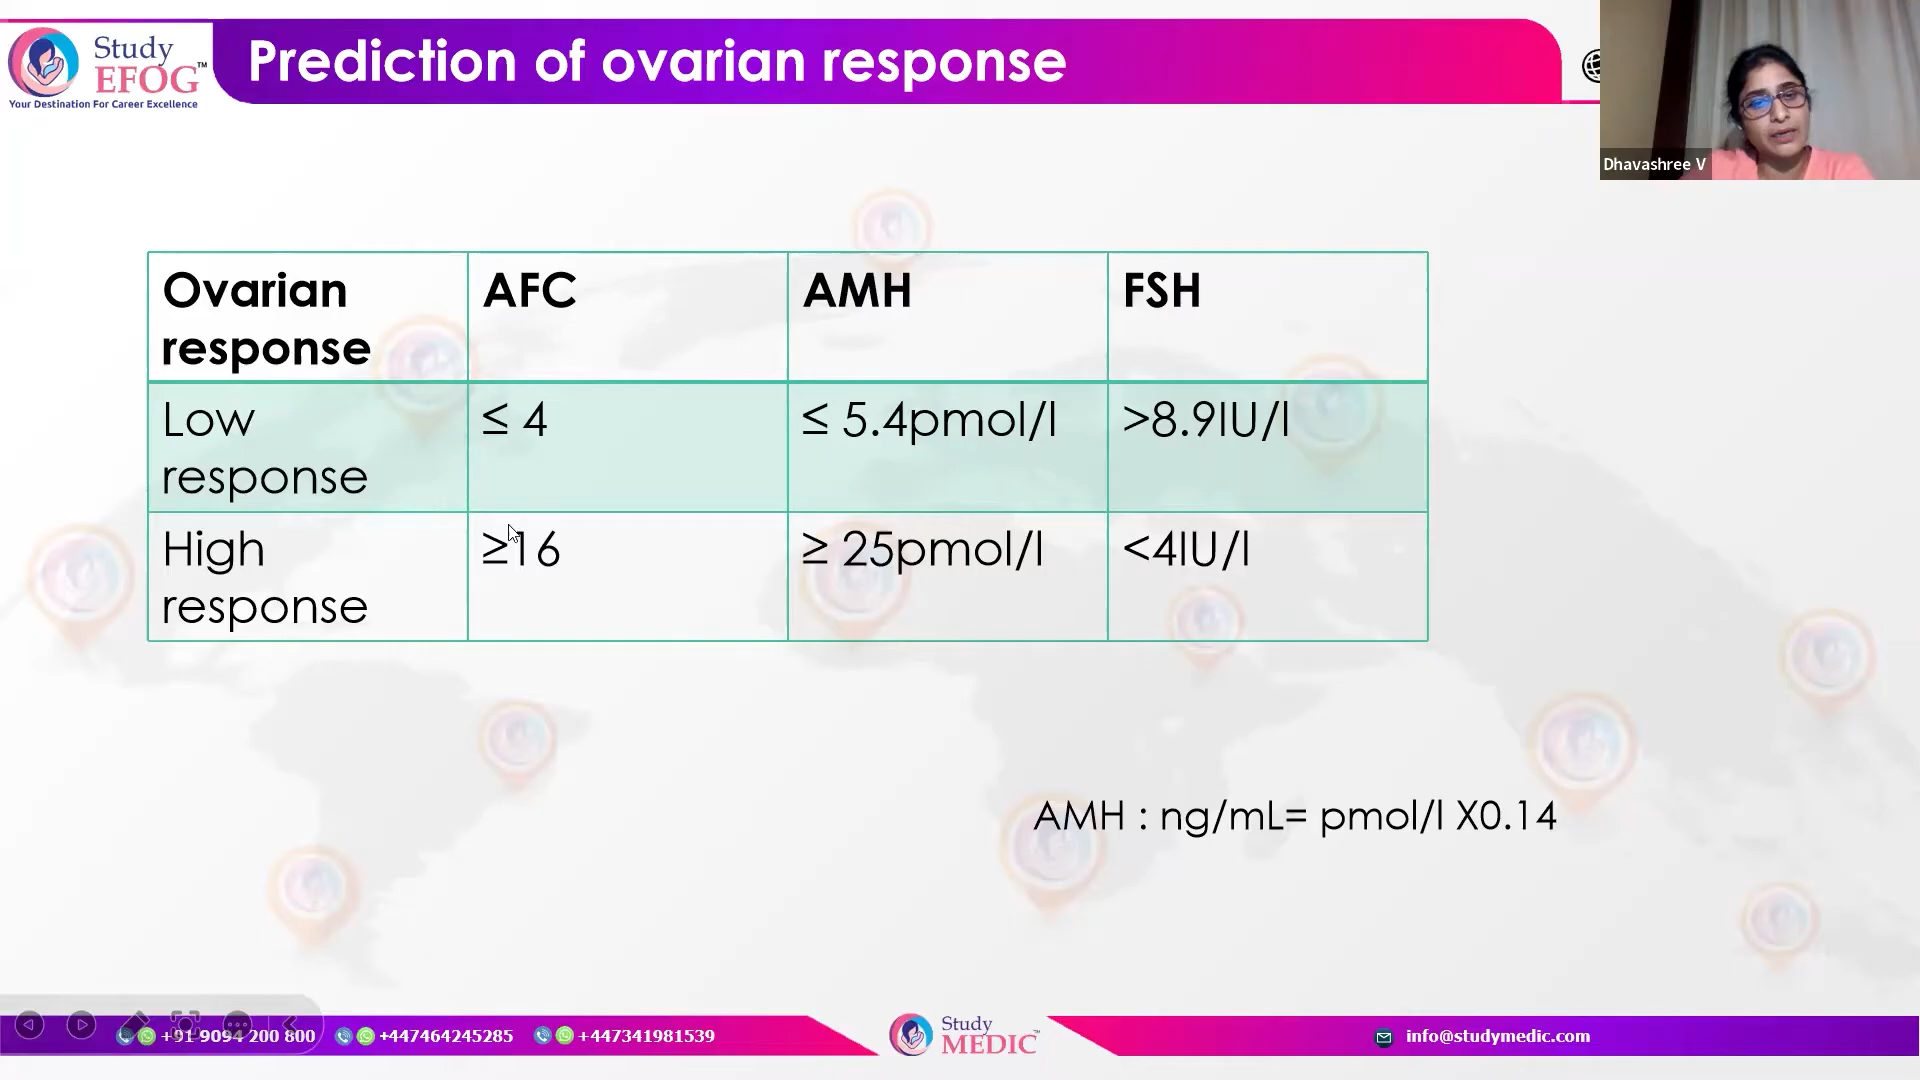 Study
EFOG™
Your Destination For Career Excellence
Prediction of ovarian response
Dhavashree V
Ovarian response AFC AMH FSH
Low response ≤ 4 ≤ 5.4pmol/l >8.9IU/l
High response ≥16 ≥ 25pmol/l <4IU/l
AMH : ng/mL= pmol/l X0.14
+91 9094 200 800 +447464245285 +447341981539
Study
MEDIC™
info@studymedic.com